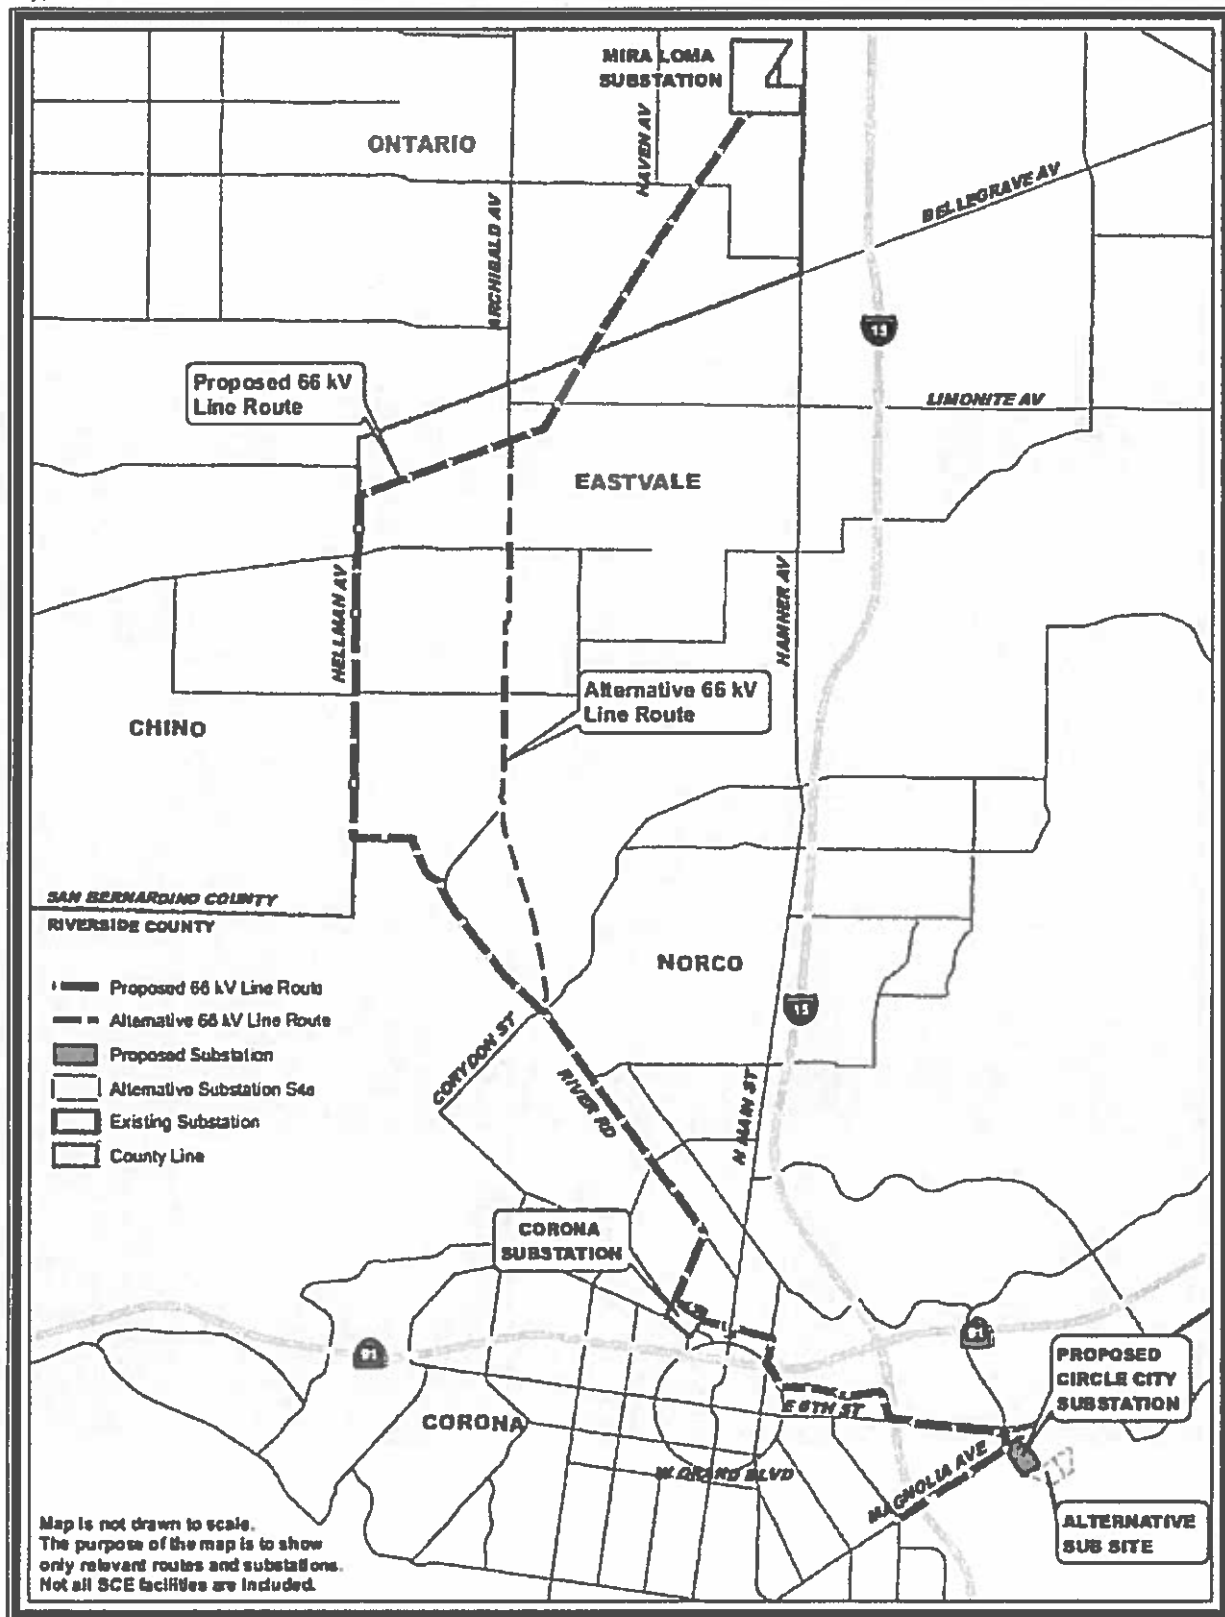 MIRA LOMA
SUBSTATION
ONTARIO
HAVEN AV
ARCHIBALD AV
BELLEGRAVE AV
15
Proposed 66 kV
Line Route
LIMONITE AV
EASTVALE
HELLMAN AV
HAMNER AV
Alternative 66 kV
Line Route
CHINO
SAN BERNARDINO COUNTY
RIVERSIDE COUNTY
NORCO
15
Proposed 66 kV Line Route
Alternative 66 kV Line Route
Proposed Substation
Alternative Substation S4a
Existing Substation
County Line
CORYDON ST
RIVER RD
N MAIN ST
CORONA
SUBSTATION
91
91
PROPOSED
CIRCLE CITY
SUBSTATION
E 6TH ST
CORONA
W GRAND BLVD
MAGNOLIA AVE
ALTERNATIVE
SUB SITE
Map is not drawn to scale.
The purpose of the map is to show
only relevant routes and substations.
Not all SCE facilities are included.